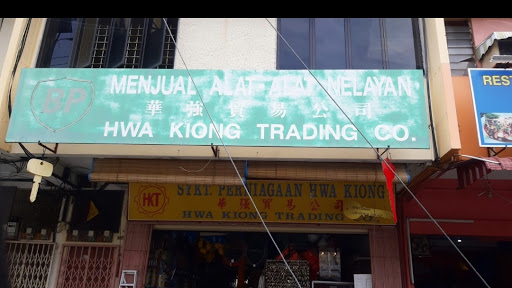 BP
MENJUAL ALAT-ALAT NELAYAN
華強貿易公司
HWA KIONG TRADING CO.
HKT
SYKT. PERNIAGAAN HWA KIONG
華強貿易公司
HWA KIONG TRADING CO.
REST